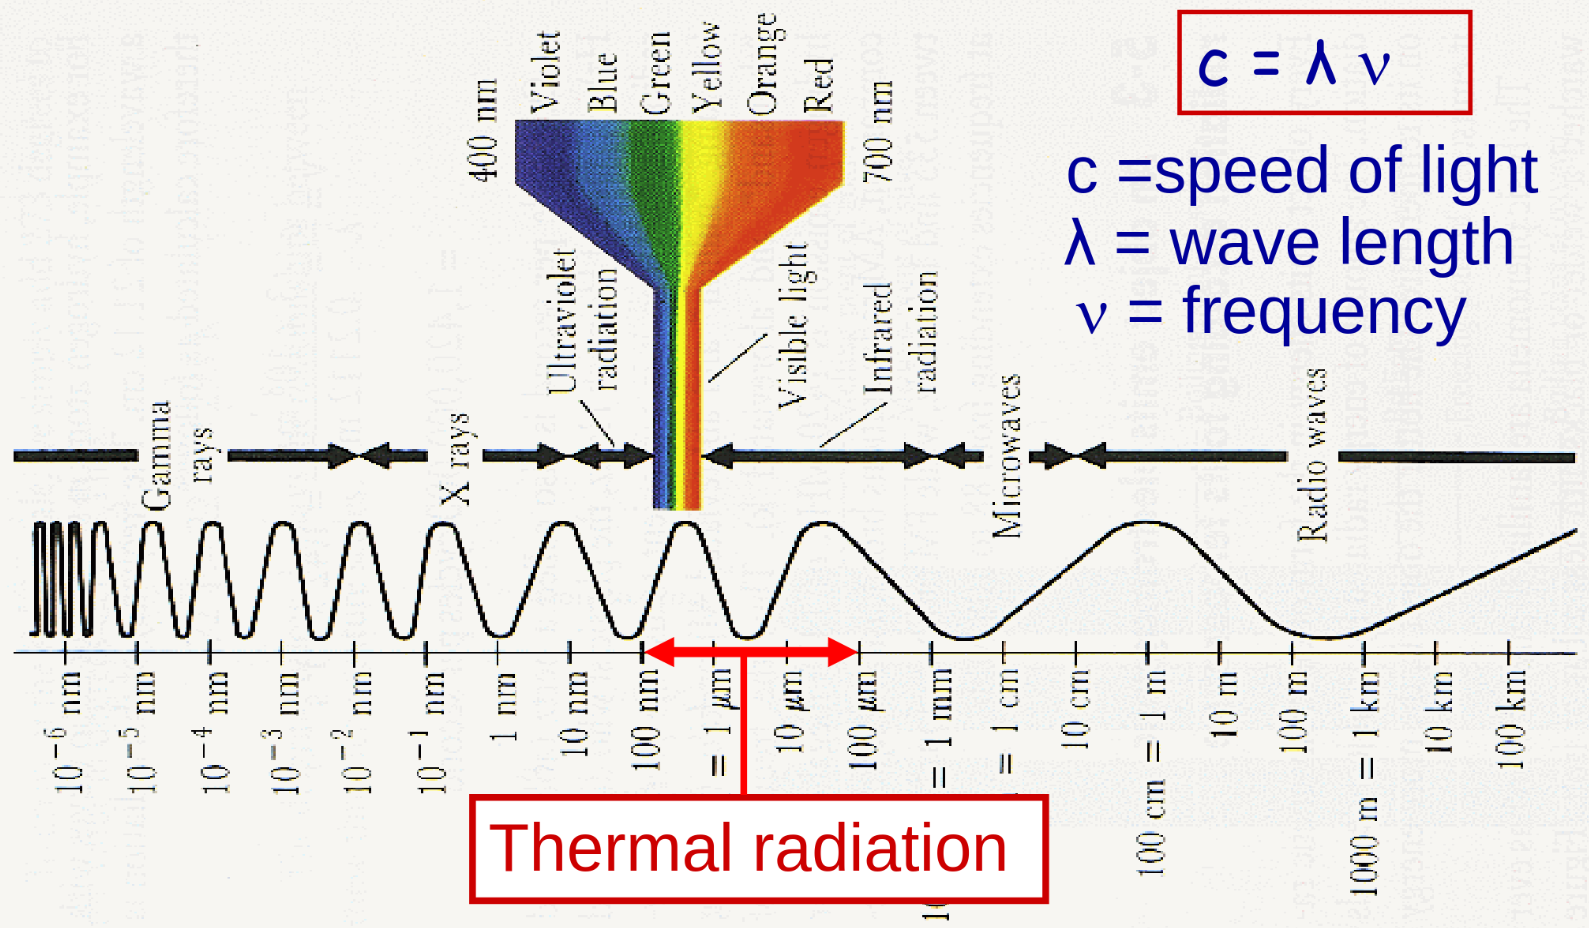 c = λ ν
c =speed of light
λ = wave length
ν = frequency
400 nm
Violet
Blue
Green
Yellow
Orange
Red
700 nm
Ultraviolet
radiation
Visible light
Infrared
radiation
Gamma
rays
X rays
Microwaves
Radio waves
10⁻⁶ nm
10⁻⁵ nm
10⁻⁴ nm
10⁻³ nm
10⁻² nm
10⁻¹ nm
1 nm
10 nm
100 nm
= 1 μm
10 μm
100 μm
= 1 mm
= 1 cm
10 cm
100 cm = 1 m
10 m
100 m
1000 m = 1 km
10 km
100 km
Thermal radiation